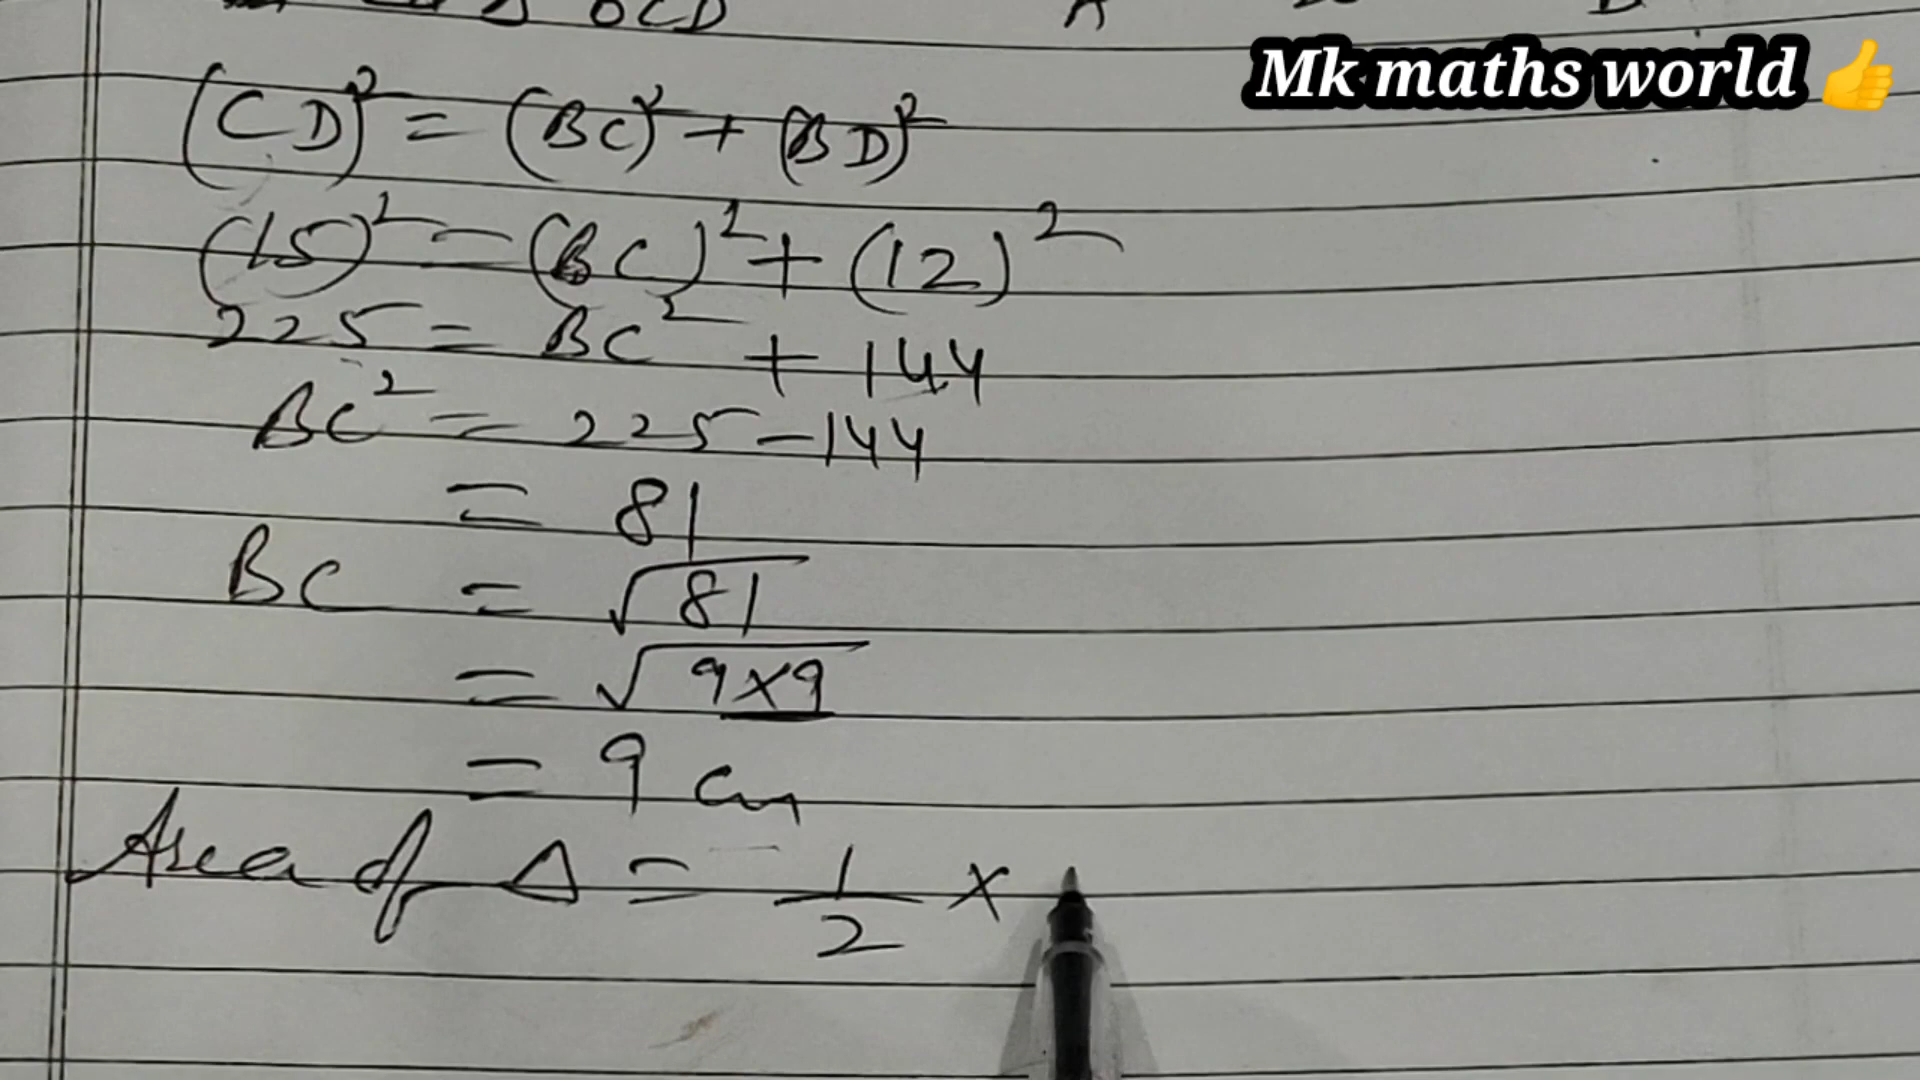 Δ BCD
Mk maths world 👍
(CD)² = (BC)² + (BD)²
(15)² = (BC)² + (12)²
225 = BC² + 144
BC² = 225 - 144
= 81
BC = √81
= √9×9
= 9 cm
Area of Δ = 1/2 ×